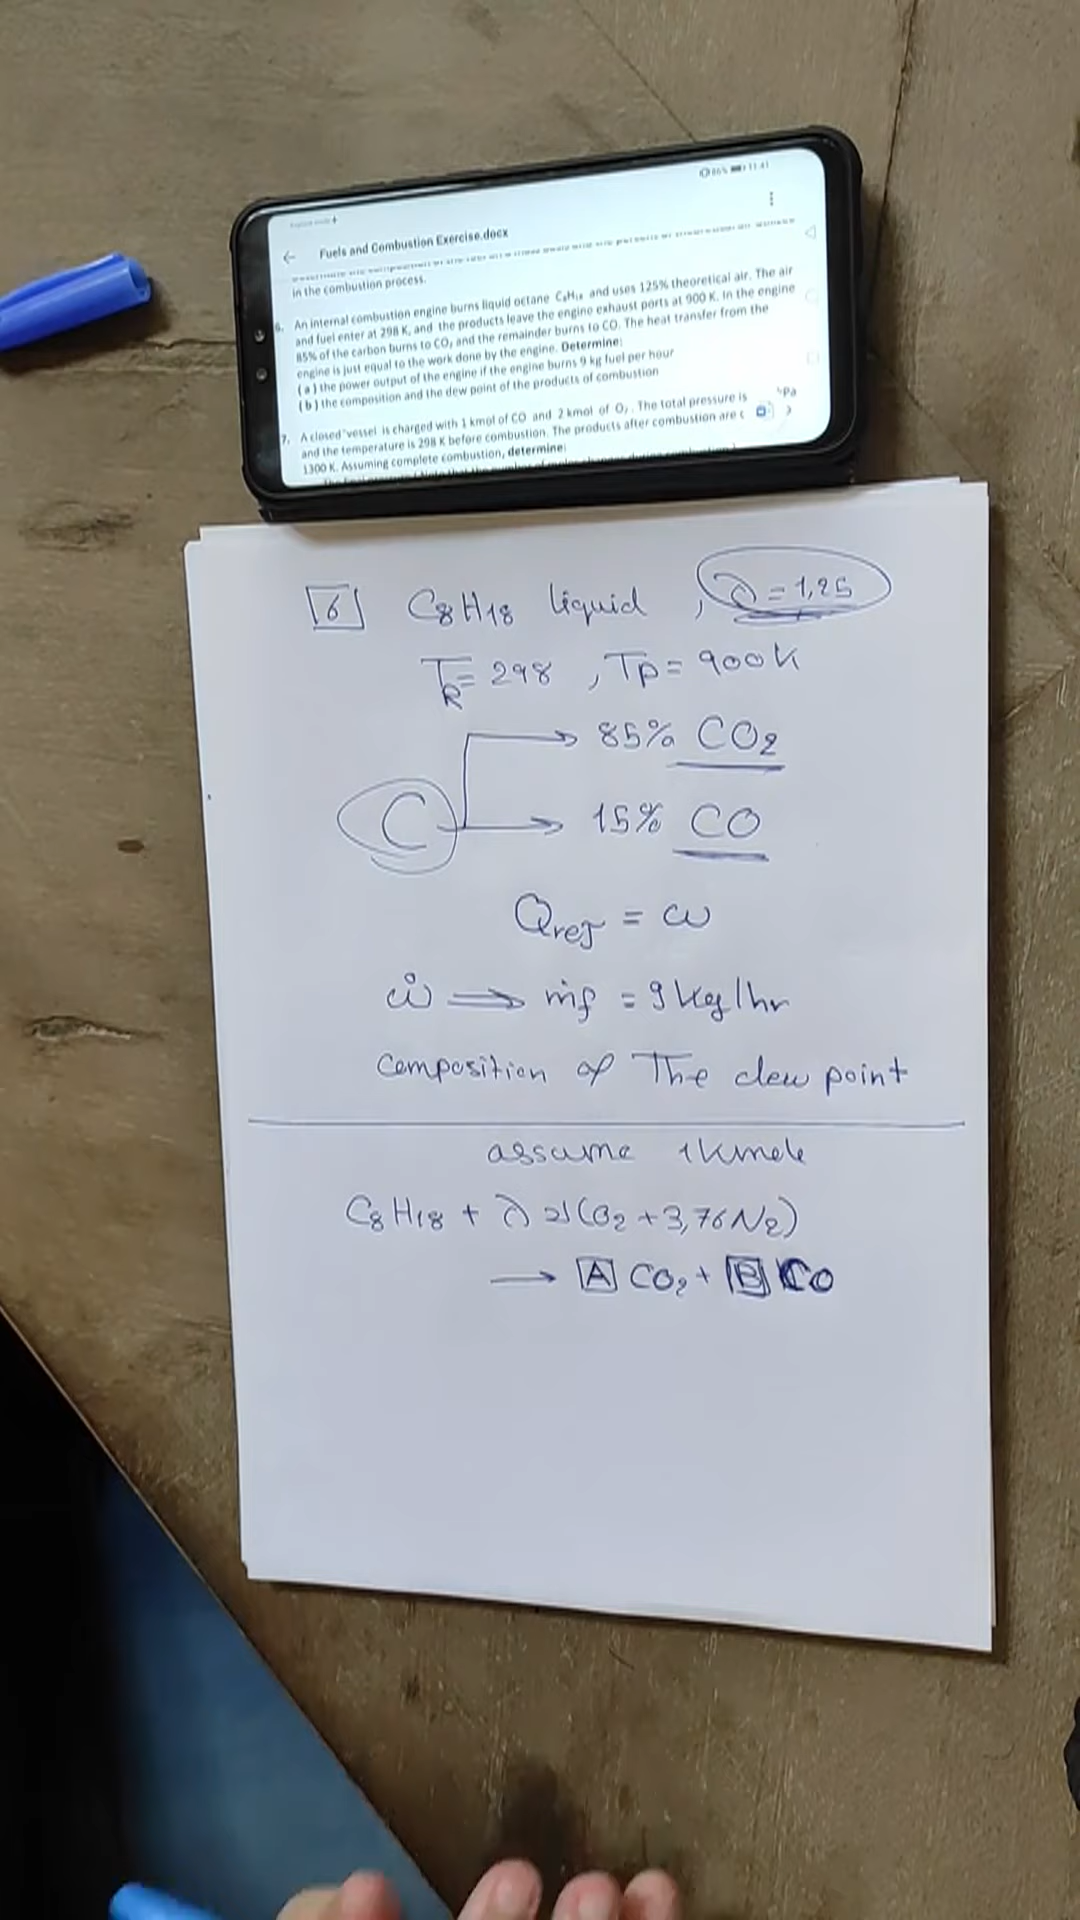 86% 11:41
Fuels and Combustion Exercise.docx
in the combustion process.
6. An internal combustion engine burns liquid octane C₈H₁₈ and uses 125% theoretical air. The air
and fuel enter at 298 K, and the products leave the engine exhaust ports at 900 K. In the engine
85% of the carbon burns to CO₂ and the remainder burns to CO. The heat transfer from the
engine is just equal to the work done by the engine. Determine:
(a) the power output of the engine if the engine burns 9 kg fuel per hour
(b) the composition and the dew point of the products of combustion
7. A closed vessel is charged with 1 kmol of CO and 2 kmol of O₂. The total pressure is
and the temperature is 298 K before combustion. The products after combustion are
1300 K. Assuming complete combustion, determine:
6 C8H18 liquid , λ = 1,25
TR = 298 , Tp = 900K
85% CO2
C
15% CO
Qrej = ω
ω̇ ⟹ ṁf = 9 kg/hr
Composition of The dew point
assume 1kmole
C8H18 + λ a(O2 + 3,76N2)
→ A CO2 + B CO